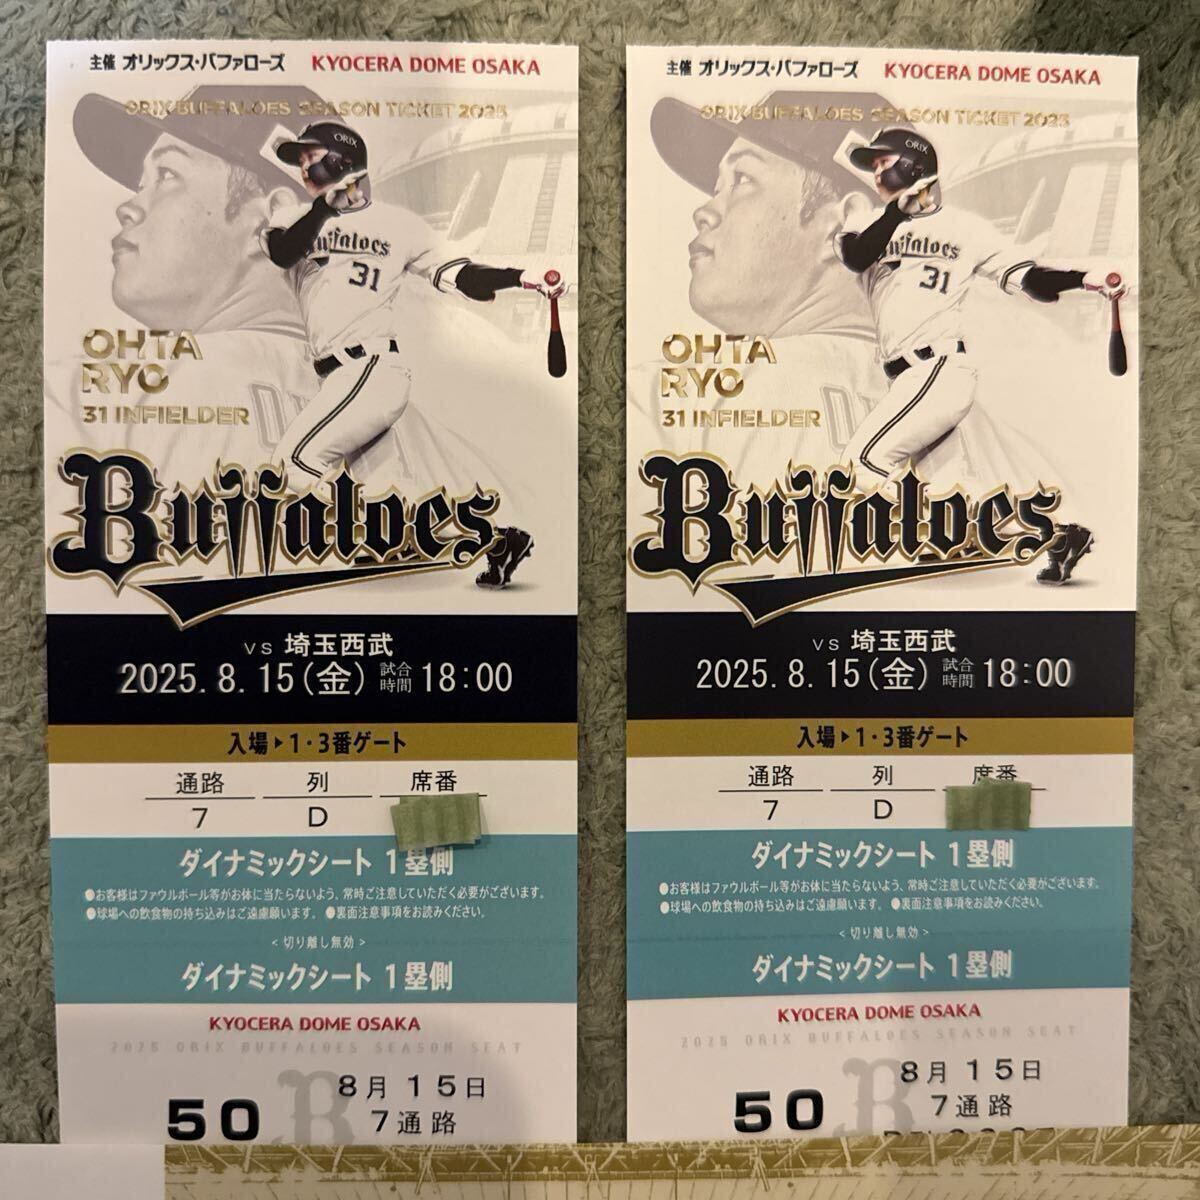 主催 オリックス・バファローズ KYOCERA DOME OSAKA
ORIX BUFFALOES SEASON TICKET 2025
ORIX
Buffaloes
31
OHTA
RYO
31 INFIELDER
Buffaloes
vs 埼玉西武
2025. 8. 15(金) 試合時間 18:00
入場▶1・3番ゲート
通路 列 席番
7 D
ダイナミックシート 1塁側
●お客様はファウルボール等がお体に当たらないよう、常時ご注意していただく必要がございます。
●球場への飲食物の持ち込みはご遠慮願います。 ●裏面注意事項をお読みください。
<切り離し無効>
ダイナミックシート 1塁側
KYOCERA DOME OSAKA
2025 ORIX BUFFALOES SEASON SEAT
8月15日
50 7通路
主催 オリックス・バファローズ KYOCERA DOME OSAKA
ORIX BUFFALOES SEASON TICKET 2025
ORIX
Buffaloes
31
OHTA
RYO
31 INFIELDER
Buffaloes
vs 埼玉西武
2025. 8. 15(金) 試合時間 18:00
入場▶1・3番ゲート
通路 列 席番
7 D
ダイナミックシート 1塁側
●お客様はファウルボール等がお体に当たらないよう、常時ご注意していただく必要がございます。
●球場への飲食物の持ち込みはご遠慮願います。 ●裏面注意事項をお読みください。
<切り離し無効>
ダイナミックシート 1塁側
KYOCERA DOME OSAKA
2025 ORIX BUFFALOES SEASON SEAT
8月15日
50 7通路